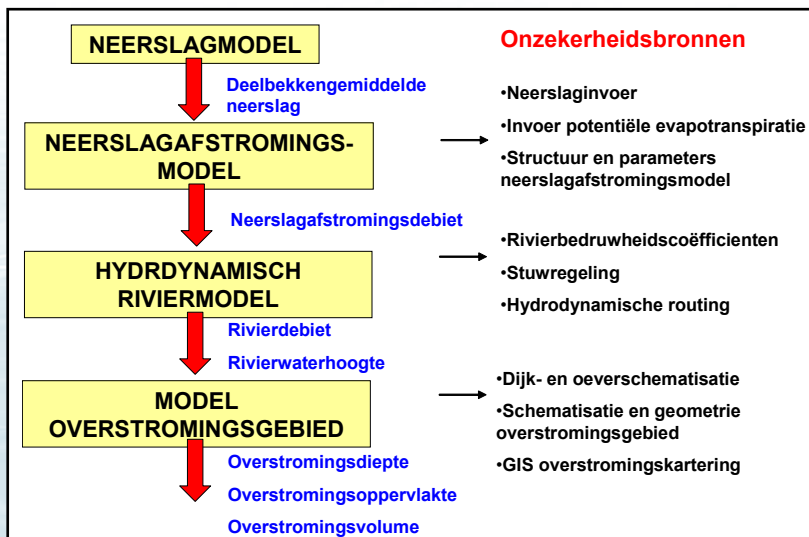 NEERSLAGMODEL
Deelbekkengemiddelde
neerslag
NEERSLAGAFSTROMINGS-
MODEL
Neerslagafstromingsdebiet
HYDRDYNAMISCH
RIVIERMODEL
Rivierdebiet
Rivierwaterhoogte
MODEL
OVERSTROMINGSGEBIED
Overstromingsdiepte
Overstromingsoppervlakte
Overstromingsvolume
Onzekerheidsbronnen
•Neerslaginvoer
•Invoer potentiële evapotranspiratie
•Structuur en parameters
neerslagafstromingsmodel
•Rivierbedruwheidscoëfficienten
•Stuwregeling
•Hydrodynamische routing
•Dijk- en oeverschematisatie
•Schematisatie en geometrie
overstromingsgebied
•GIS overstromingskartering